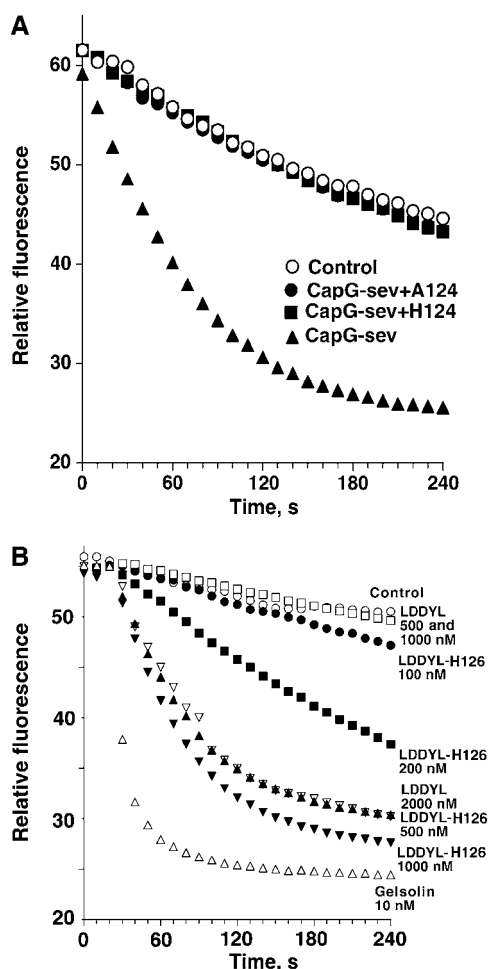 A
Relative fluorescence
60
50
40
30
20
Control
CapG-sev+A124
CapG-sev+H124
CapG-sev
0 60 120 180 240
Time, s
B
Relative fluorescence
50
40
30
20
Control
LDDYL
500 and
1000 nM
LDDYL-H126
100 nM
LDDYL-H126
200 nM
LDDYL
2000 nM
LDDYL-H126
500 nM
LDDYL-H126
1000 nM
Gelsolin
10 nM
0 60 120 180 240
Time, s